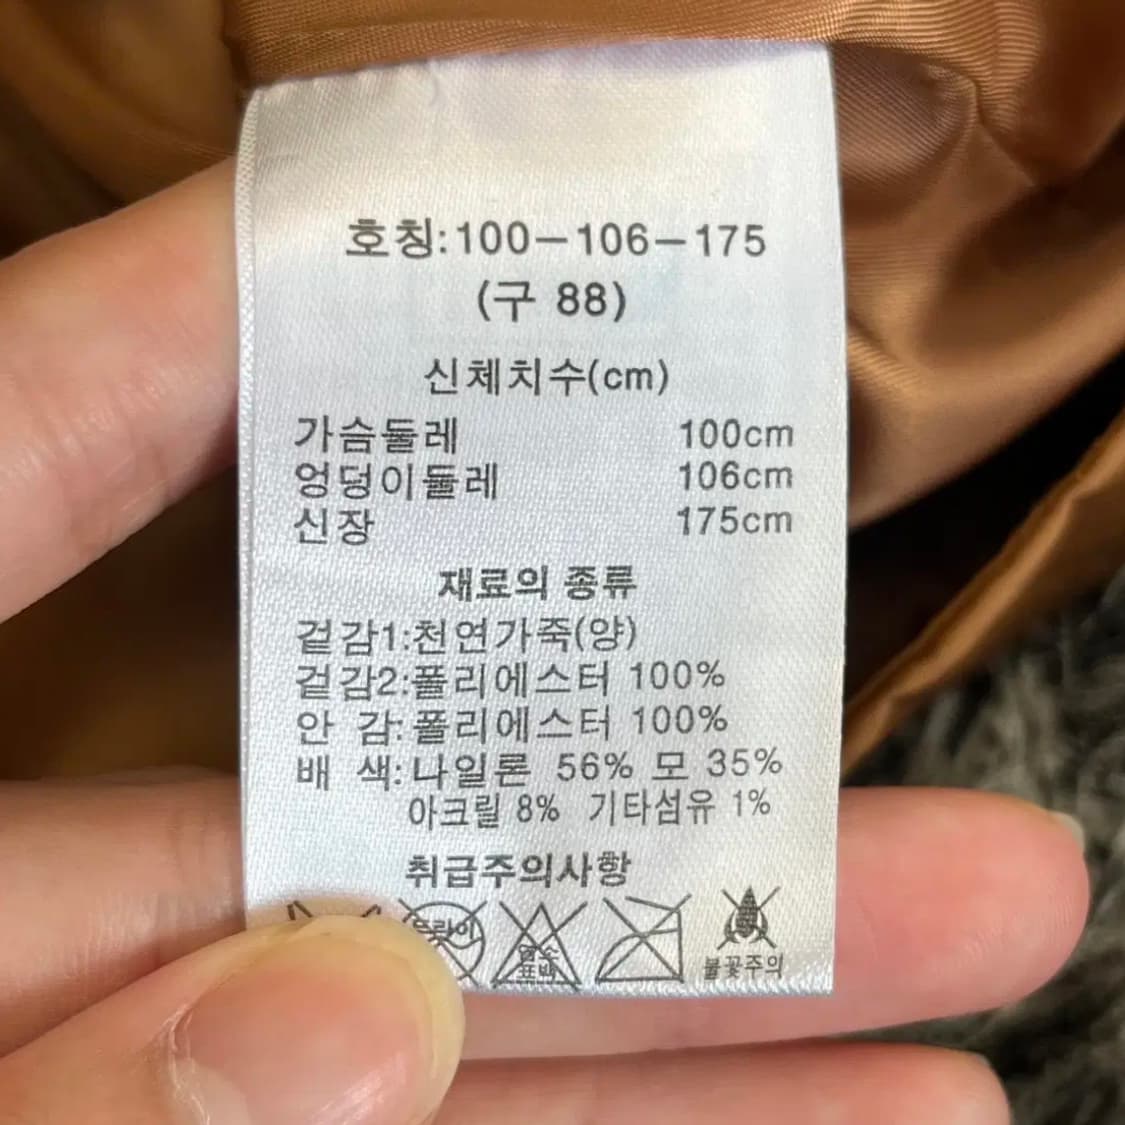 호칭:100-106-175
(구 88)
신체치수(cm)
가슴둘레 100cm
엉덩이둘레 106cm
신장 175cm
재료의 종류
겉감1:천연가죽(양)
겉감2:폴리에스터 100%
안 감:폴리에스터 100%
배 색:나일론 56% 모 35%
아크릴 8% 기타섬유 1%
취급주의사항
염소
표백
불꽃주의